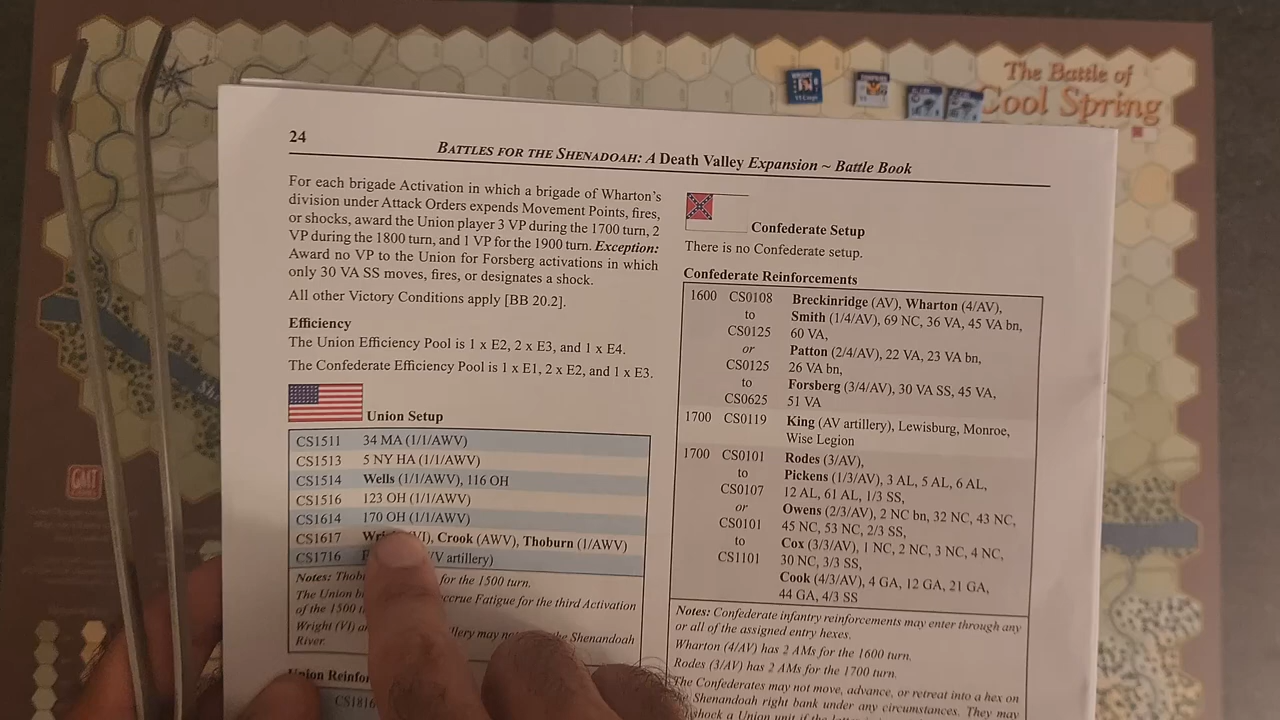 The Battle of
Cool Spring
24
BATTLES FOR THE SHENADOAH: A DEATH VALLEY EXPANSION ~ BATTLE BOOK
For each brigade Activation in which a brigade of Wharton's
division under Attack Orders expends Movement Points, fires,
or shocks, award the Union player 3 VP during the 1700 turn, 2
VP during the 1800 turn, and 1 VP for the 1900 turn. Exception:
Award no VP to the Union for Forsberg activations in which
only 30 VA SS moves, fires, or designates a shock.
All other Victory Conditions apply [BB 20.2].
Efficiency
The Union Efficiency Pool is 1 x E2, 2 x E3, and 1 x E4.
The Confederate Efficiency Pool is 1 x E1, 2 x E2, and 1 x E3.
Union Setup
CS1511 34 MA (1/1/AWV)
CS1513 5 NY HA (1/1/AWV)
CS1514 Wells (1/1/AWV), 116 OH
CS1516 123 OH (1/1/AWV)
CS1614 170 OH (1/1/AWV)
CS1617 Crook (AWV), Thoburn (1/AWV)
CS1716 artillery)
Notes: for the 1500 turn.
The Union accrue Fatigue for the third Activation
of the 1500
Wright (VI) may Shenandoah
River.
Union
CS1816
Confederate Setup
There is no Confederate setup.
Confederate Reinforcements
1600 CS0108 Breckinridge (AV), Wharton (4/AV),
to Smith (1/4/AV), 69 NC, 36 VA, 45 VA bn,
CS0125 60 VA,
or Patton (2/4/AV), 22 VA, 23 VA bn,
CS0125 26 VA bn,
to Forsberg (3/4/AV), 30 VA SS, 45 VA,
CS0625 51 VA
1700 CS0119 King (AV artillery), Lewisburg, Monroe,
Wise Legion
1700 CS0101 Rodes (3/AV),
to Pickens (1/3/AV), 3 AL, 5 AL, 6 AL,
CS0107 12 AL, 61 AL, 1/3 SS,
or Owens (2/3/AV), 2 NC bn, 32 NC, 43 NC,
CS0101 45 NC, 53 NC, 2/3 SS,
to Cox (3/3/AV), 1 NC, 2 NC, 3 NC, 4 NC,
CS1101 30 NC, 3/3 SS,
Cook (4/3/AV), 4 GA, 12 GA, 21 GA,
44 GA, 4/3 SS
Notes: Confederate infantry reinforcements may enter through any
or all of the assigned entry hexes.
Wharton (4/AV) has 2 AMs for the 1600 turn.
Rodes (3/AV) has 2 AMs for the 1700 turn.
The Confederates may not move, advance, or retreat into a hex on
Shenandoah right bank under any circumstances. They may
shock a Union unit if the
GMT